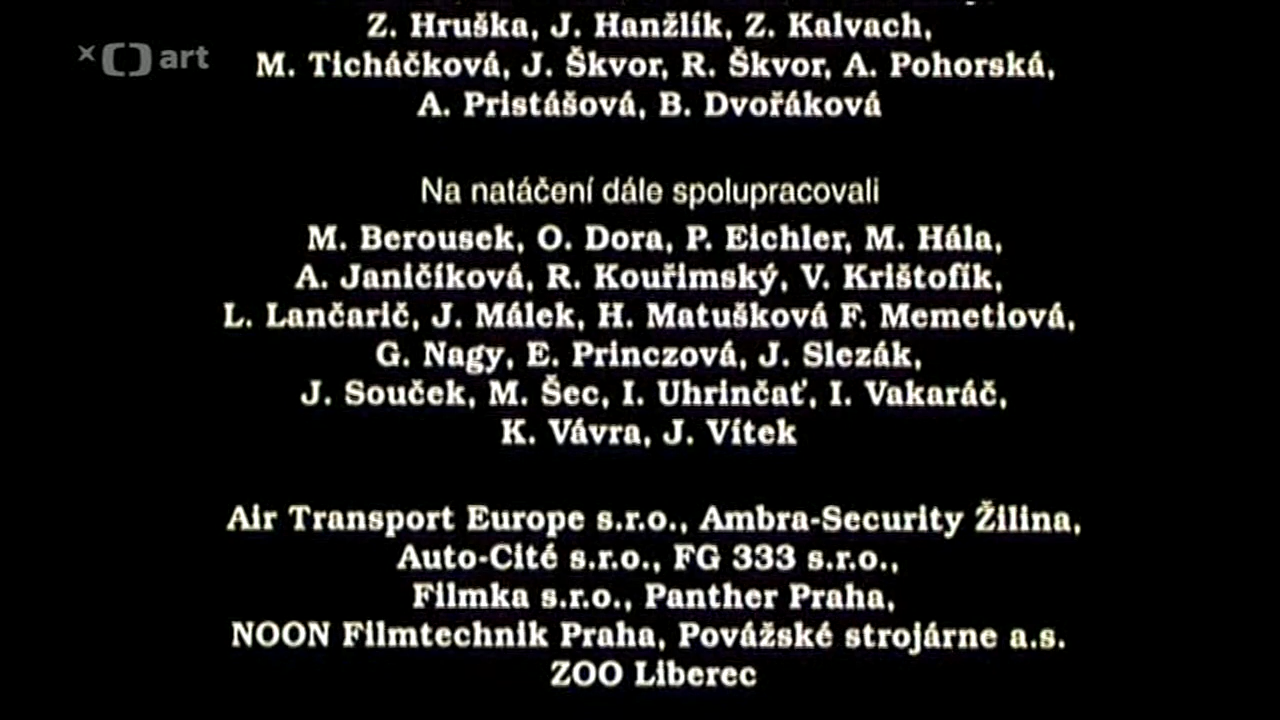 art
Z. Hruška, J. Hanžlík, Z. Kalvach,
M. Ticháčková, J. Škvor, R. Škvor, A. Pohorská,
A. Pristášová, B. Dvořáková
Na natáčení dále spolupracovali
M. Berousek, O. Dora, P. Eichler, M. Hála,
A. Janičíková, R. Kouřimský, V. Krištofík,
L. Lančarič, J. Málek, H. Matušková F. Memetiová,
G. Nagy, E. Princzová, J. Slezák,
J. Souček, M. Šec, I. Uhrinčať, I. Vakaráč,
K. Vávra, J. Vítek
Air Transport Europe s.r.o., Ambra-Security Žilina,
Auto-Cité s.r.o., FG 333 s.r.o.,
Filmka s.r.o., Panther Praha,
NOON Filmtechnik Praha, Povážské strojárne a.s.
ZOO Liberec